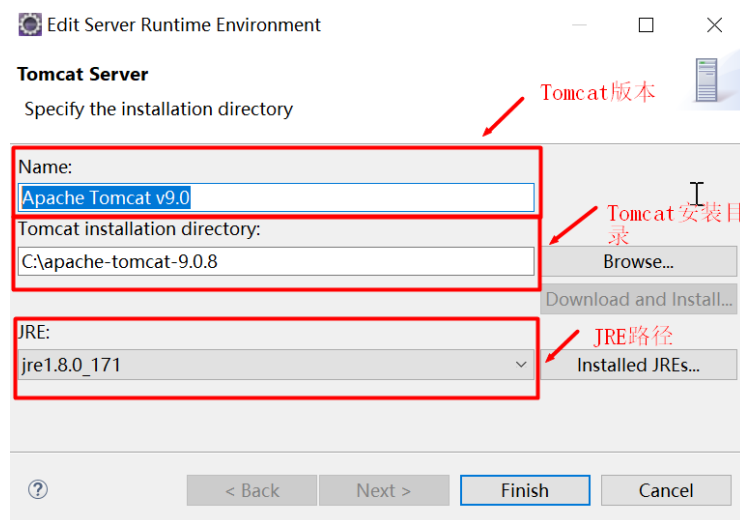 Edit Server Runtime Environment
Tomcat Server
Specify the installation directory
Tomcat版本
Name:
Apache Tomcat v9.0
Tomcat installation directory:
Tomcat安装目
录
C:\apache-tomcat-9.0.8
Browse...
Download and Install...
JRE:
JRE路径
jre1.8.0_171
Installed JREs...
?
< Back
Next >
Finish
Cancel